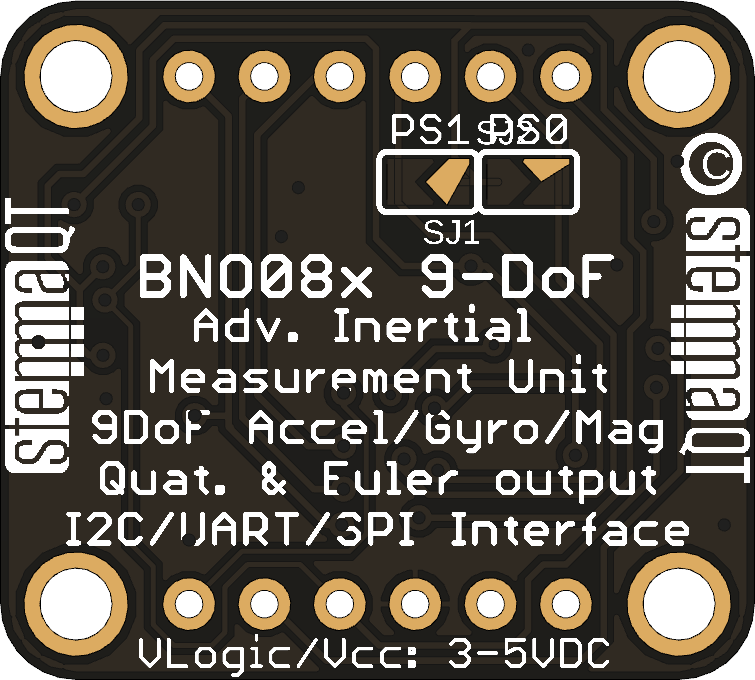 PS1 SJ2 PS0
©
SJ1
stemmaQT
stemmaQT
BNO08x 9-DoF
Adv. Inertial
Measurement Unit
9DoF Accel/Gyro/Mag
Quat. & Euler output
I2C/UART/SPI Interface
VLogic/Vcc: 3-5VDC